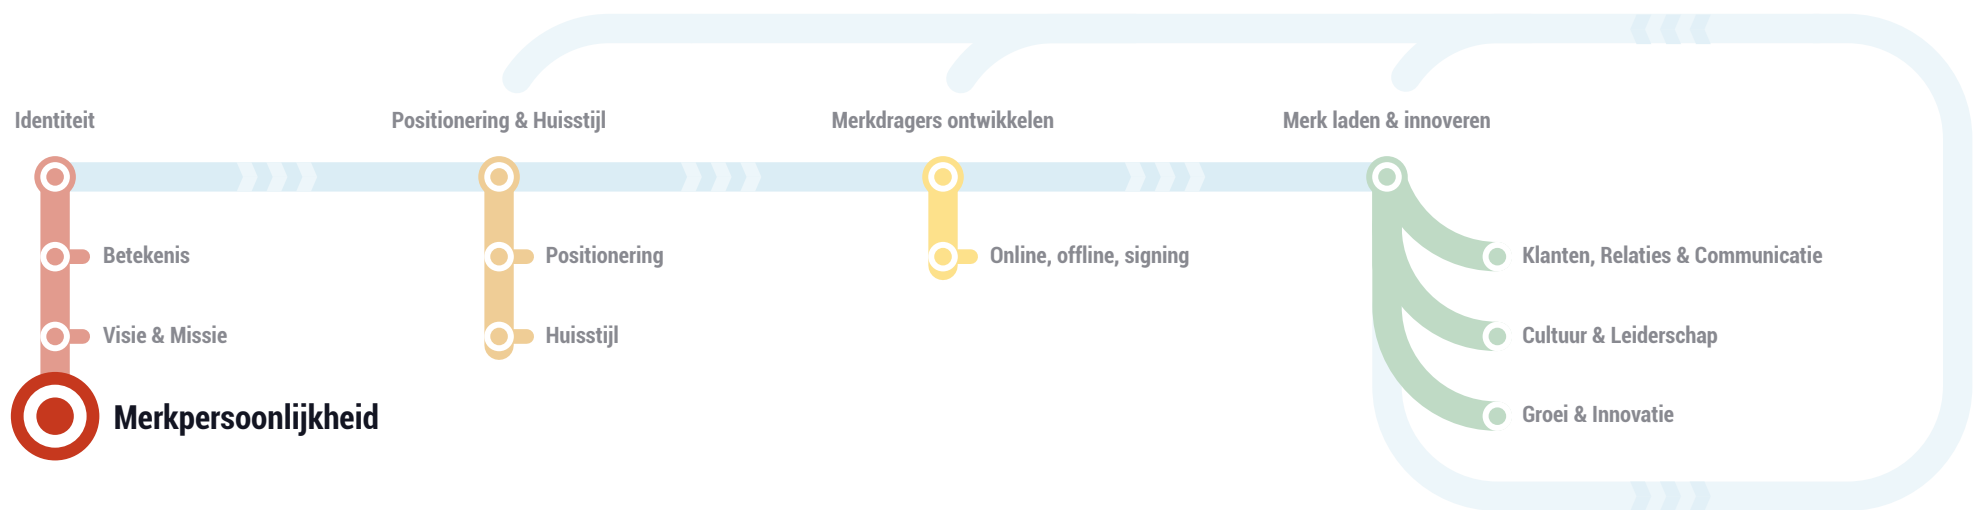 Identiteit
Positionering & Huisstijl
Merkdragers ontwikkelen
Merk laden & innoveren
Betekenis
Positionering
Online, offline, signing
Klanten, Relaties & Communicatie
Visie & Missie
Huisstijl
Cultuur & Leiderschap
Merkpersoonlijkheid
Groei & Innovatie